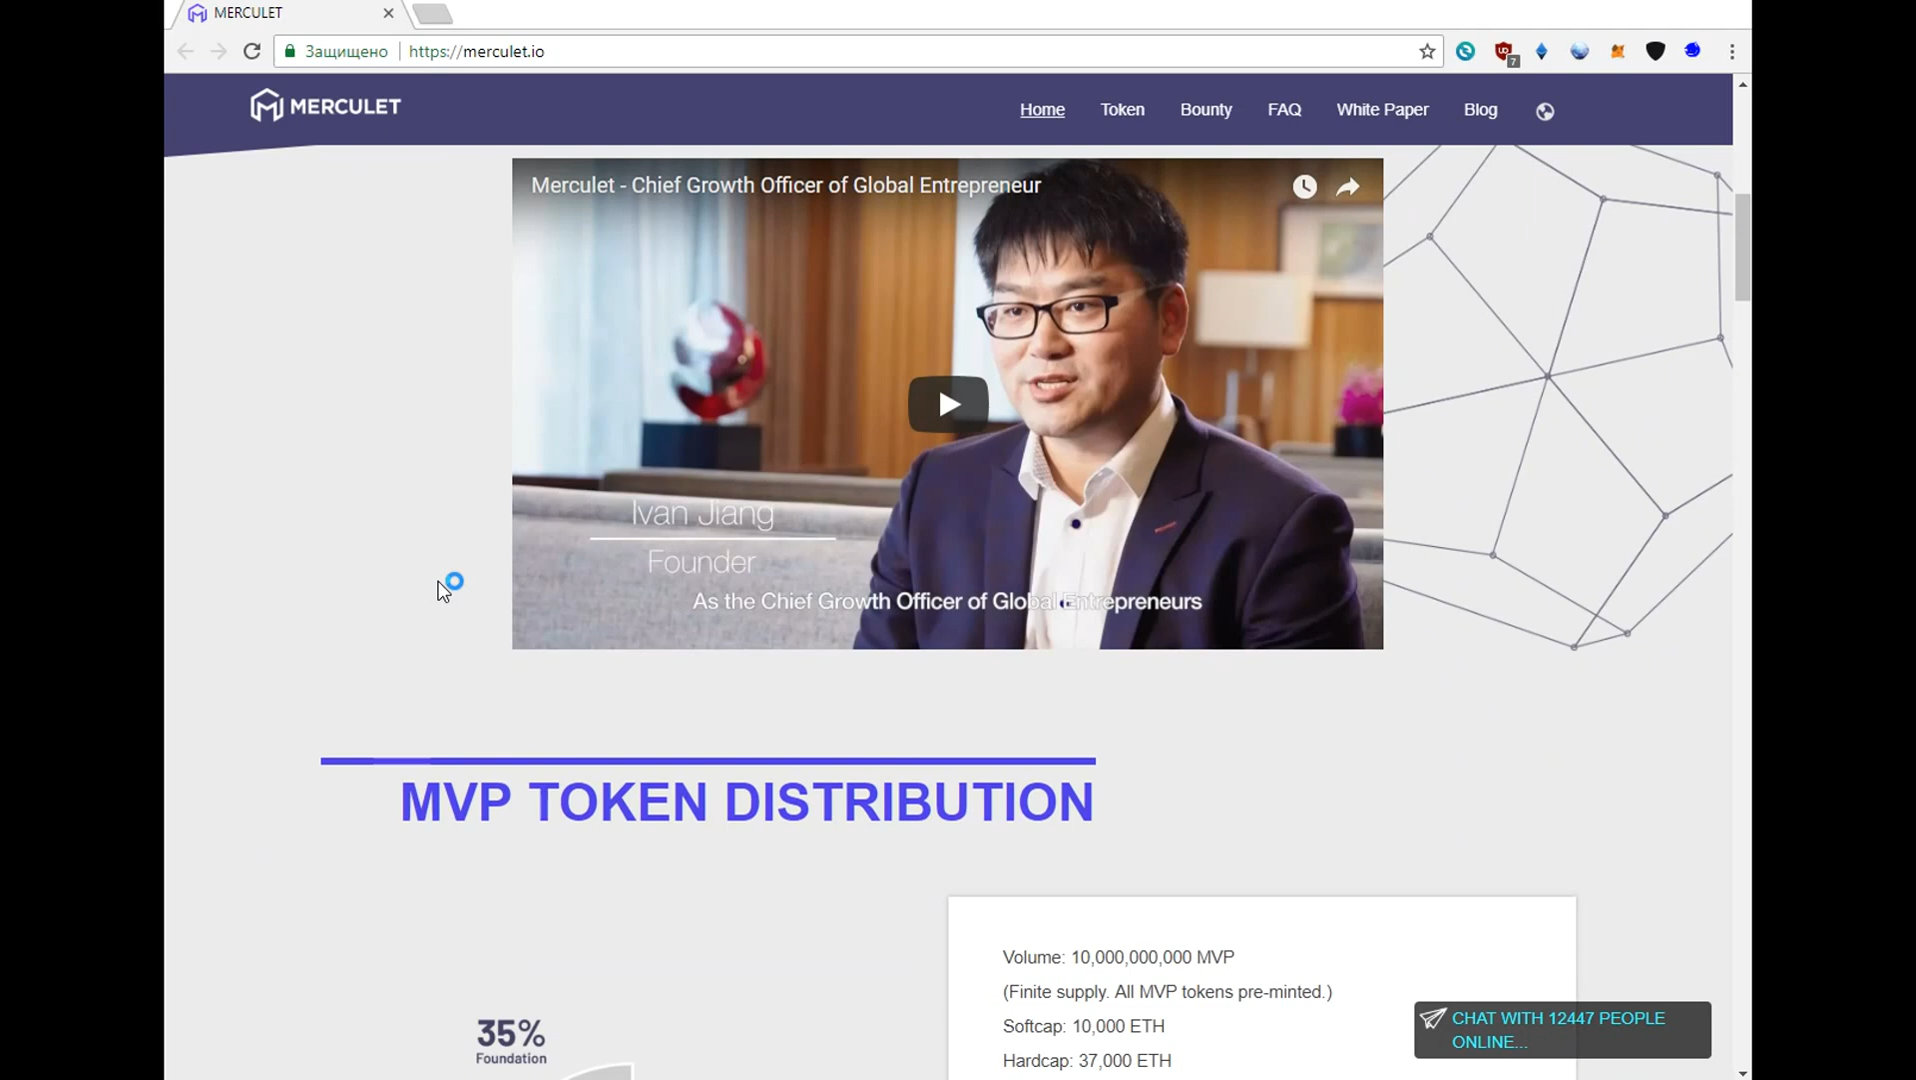 MERCULET
Защищено
https://merculet.io
7
MERCULET
Home
Token
Bounty
FAQ
White Paper
Blog
Merculet - Chief Growth Officer of Global Entrepreneur
Ivan Jiang
Founder
As the Chief Growth Officer of Global Entrepreneurs
MVP TOKEN DISTRIBUTION
Volume: 10,000,000,000 MVP
(Finite supply. All MVP tokens pre-minted.)
Softcap: 10,000 ETH
Hardcap: 37,000 ETH
35%
Foundation
CHAT WITH 12447 PEOPLE
ONLINE...